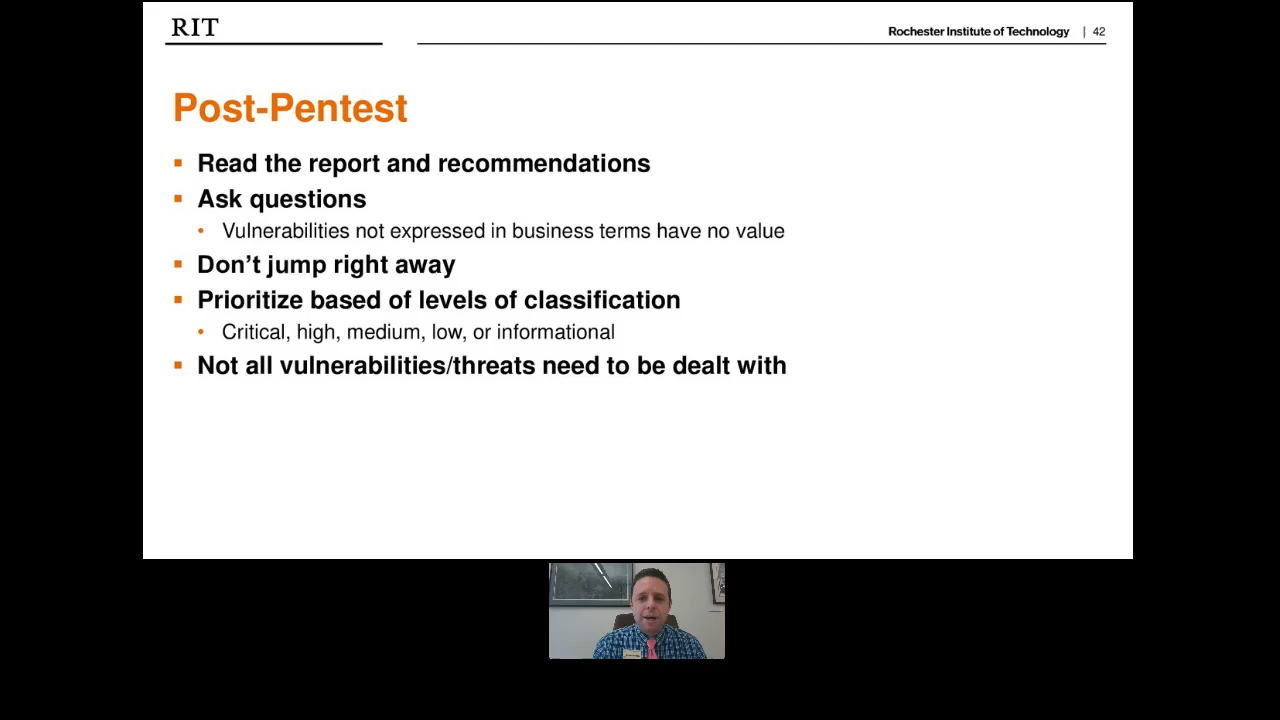 RIT
Rochester Institute of Technology | 42
Post-Pentest
▪ Read the report and recommendations
▪ Ask questions
• Vulnerabilities not expressed in business terms have no value
▪ Don’t jump right away
▪ Prioritize based of levels of classification
• Critical, high, medium, low, or informational
▪ Not all vulnerabilities/threats need to be dealt with